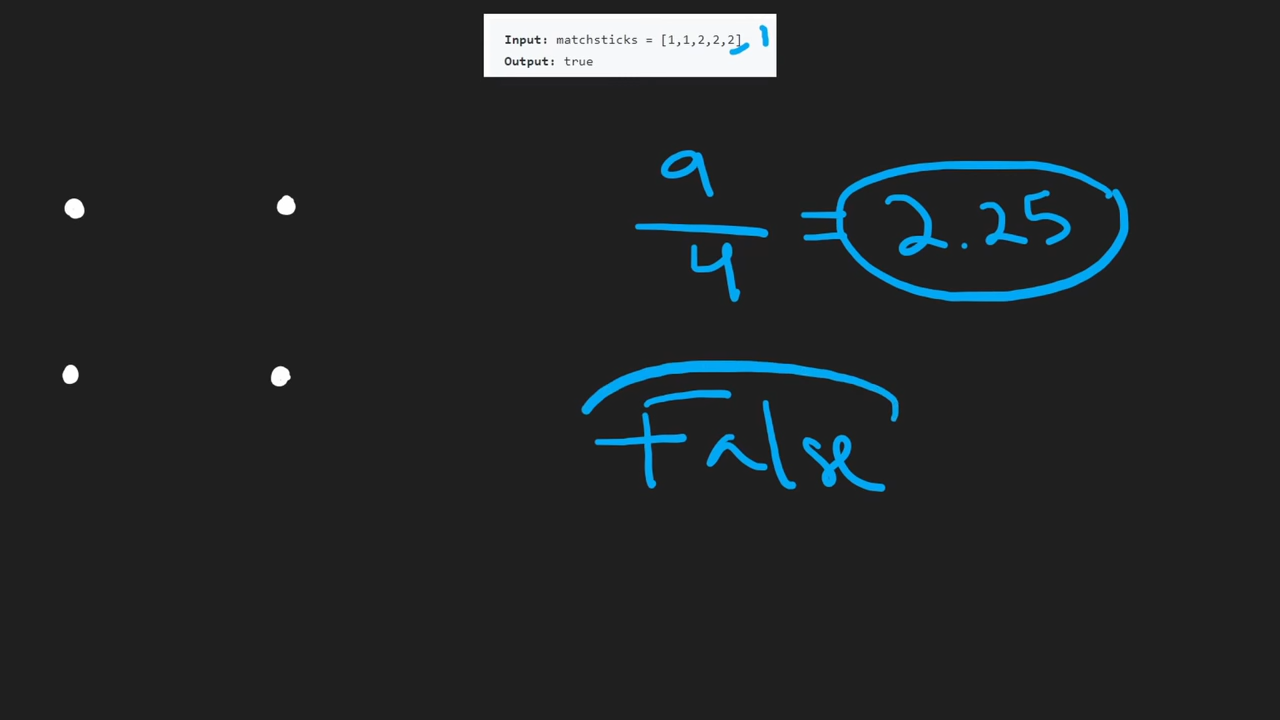 Input: matchsticks = [1,1,2,2,2] , 1
Output: true
9
4
= 2.25
False